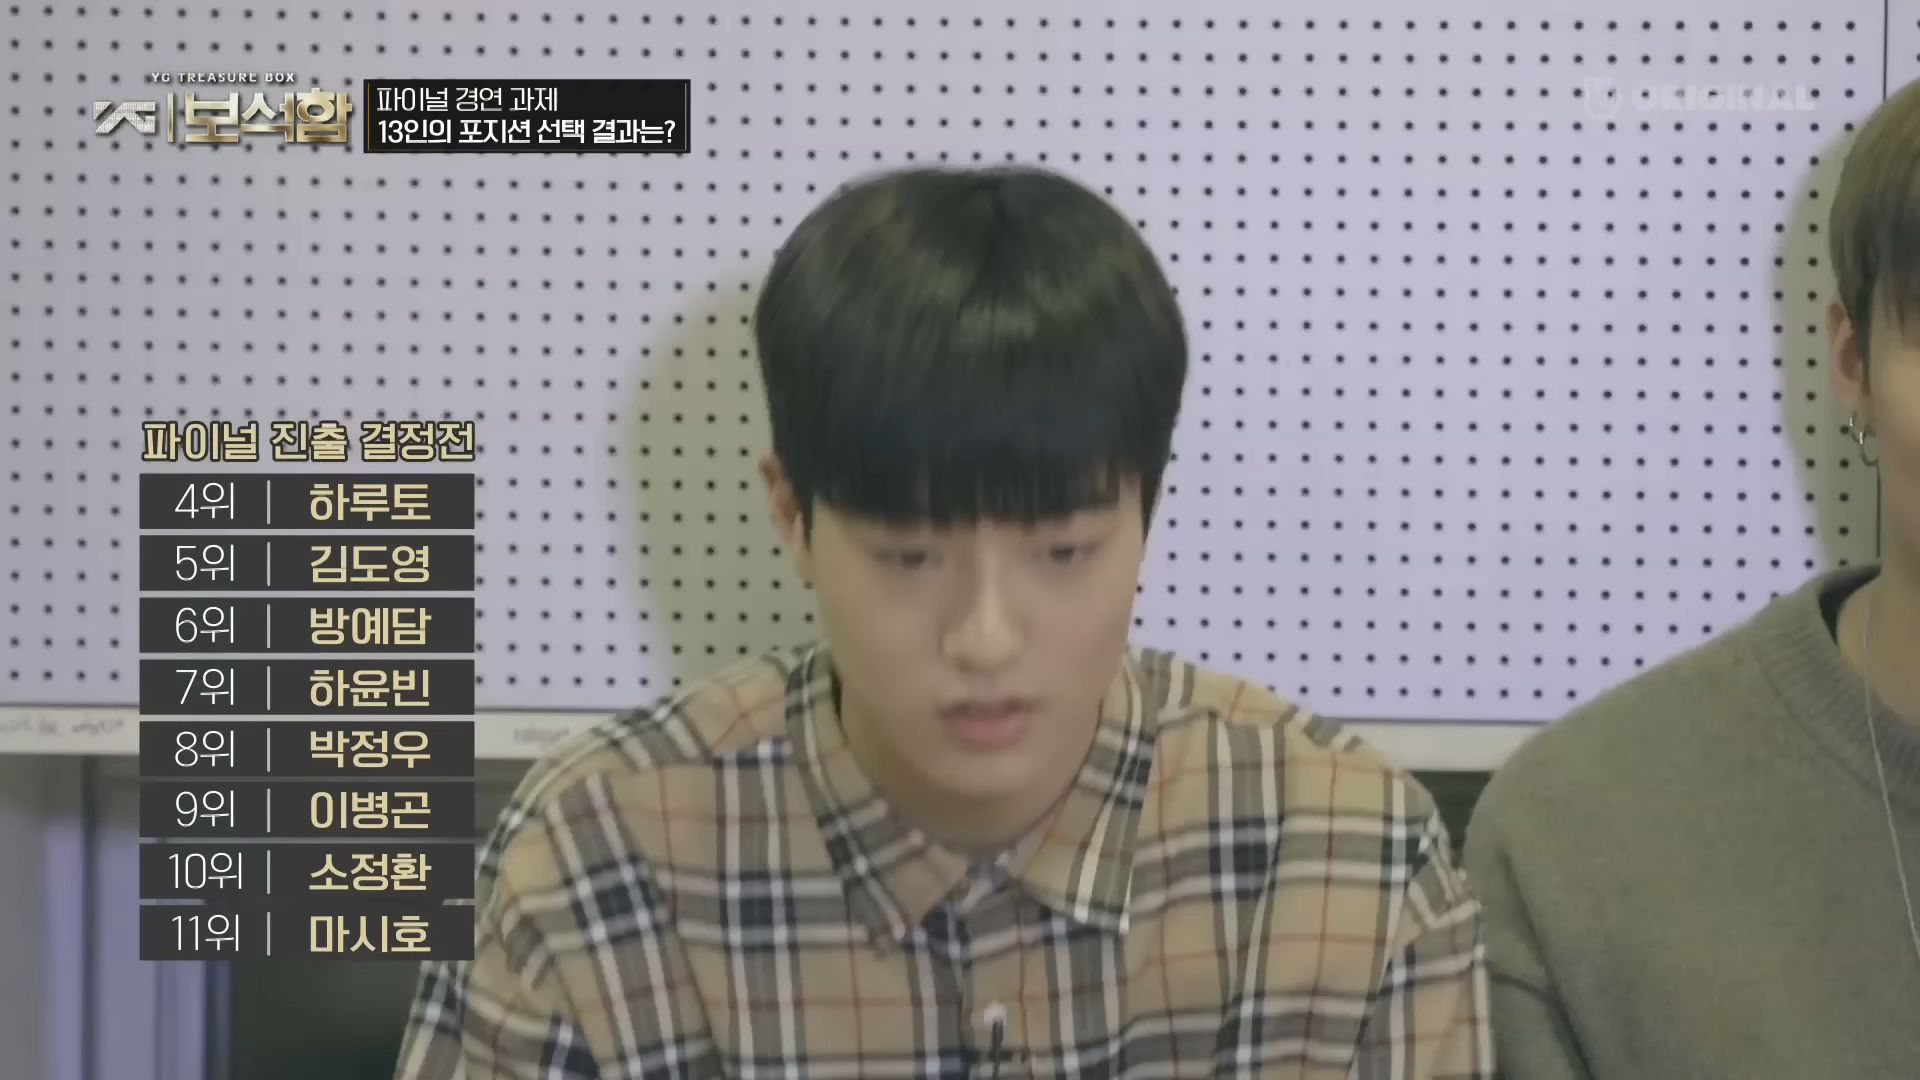 YG TREASURE BOX
YG 보석함
파이널 경연 과제
13인의 포지션 선택 결과는?
ORIGINAL
파이널 진출 결정전
4위 | 하루토
5위 | 김도영
6위 | 방예담
7위 | 하윤빈
8위 | 박정우
9위 | 이병곤
10위 | 소정환
11위 | 마시호